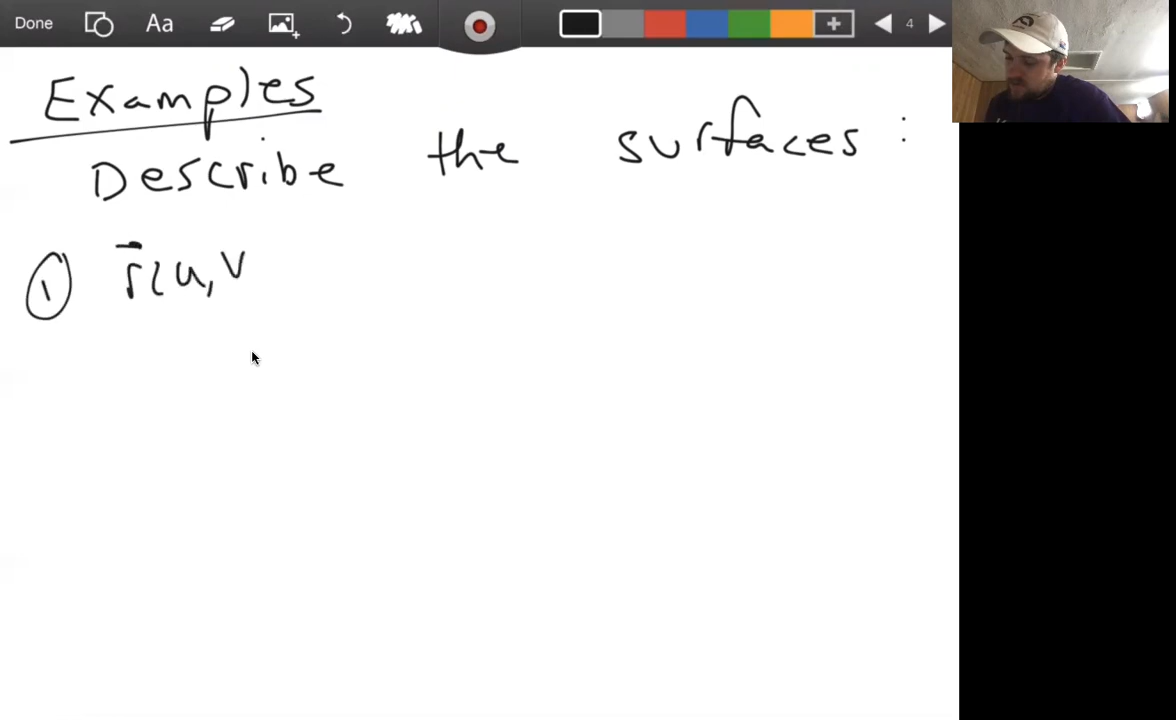 Done Aa + 4
Examples
Describe the surfaces:
① r⃗(u,v